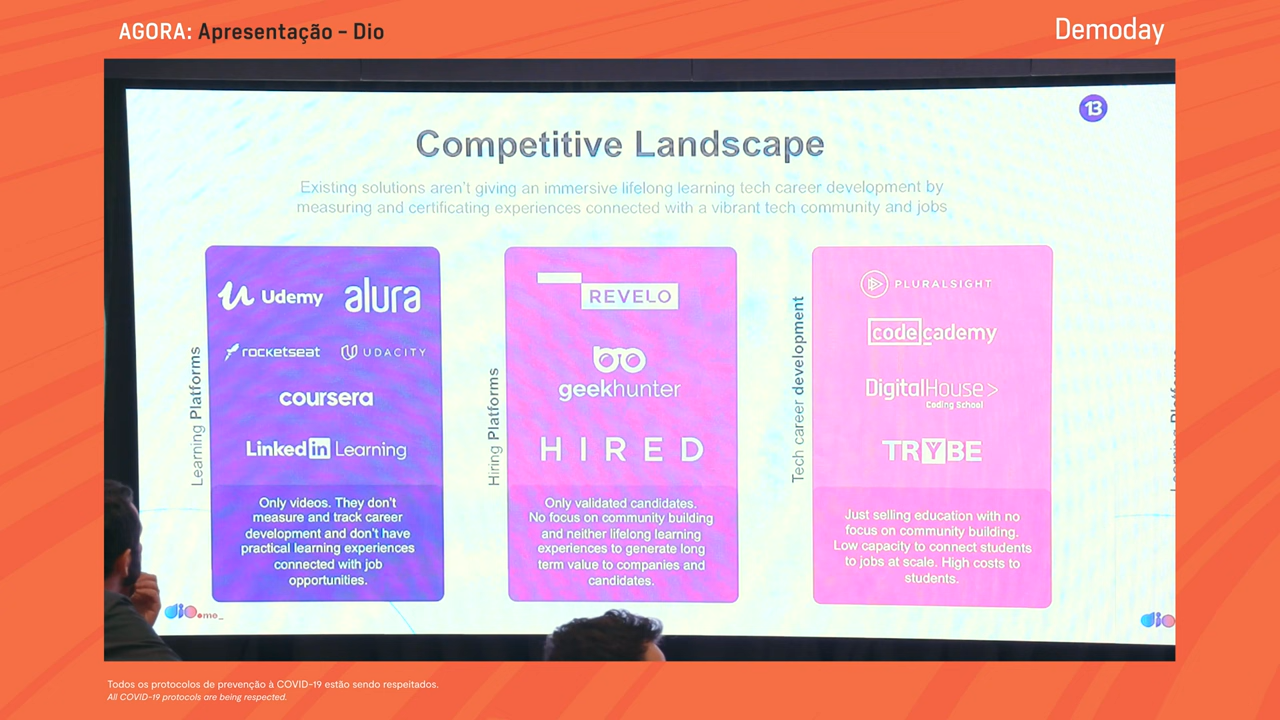 AGORA: Apresentação - Dio
Demoday
13
Competitive Landscape
Existing solutions aren't giving an immersive lifelong learning tech career development by
measuring and certificating experiences connected with a vibrant tech community and jobs
Learning Platforms
Udemy
alura
rocketseat
UDACITY
coursera
Linked in Learning
Only videos. They don't
measure and track career
development and don't have
practical learning experiences
connected with job
opportunities.
Hiring Platforms
REVELO
geekhunter
HIRED
Only validated candidates.
No focus on community building
and neither lifelong learning
experiences to generate long
term value to companies and
candidates.
Tech career development
PLURALSIGHT
codecademy
DigitalHouse>
Coding School
TRYBE
Just selling education with no
focus on community building.
Low capacity to connect students
to jobs at scale. High costs to
students.
dio.me_
dio
Todos os protocolos de prevenção à COVID-19 estão sendo respeitados.
All COVID-19 protocols are being respected.